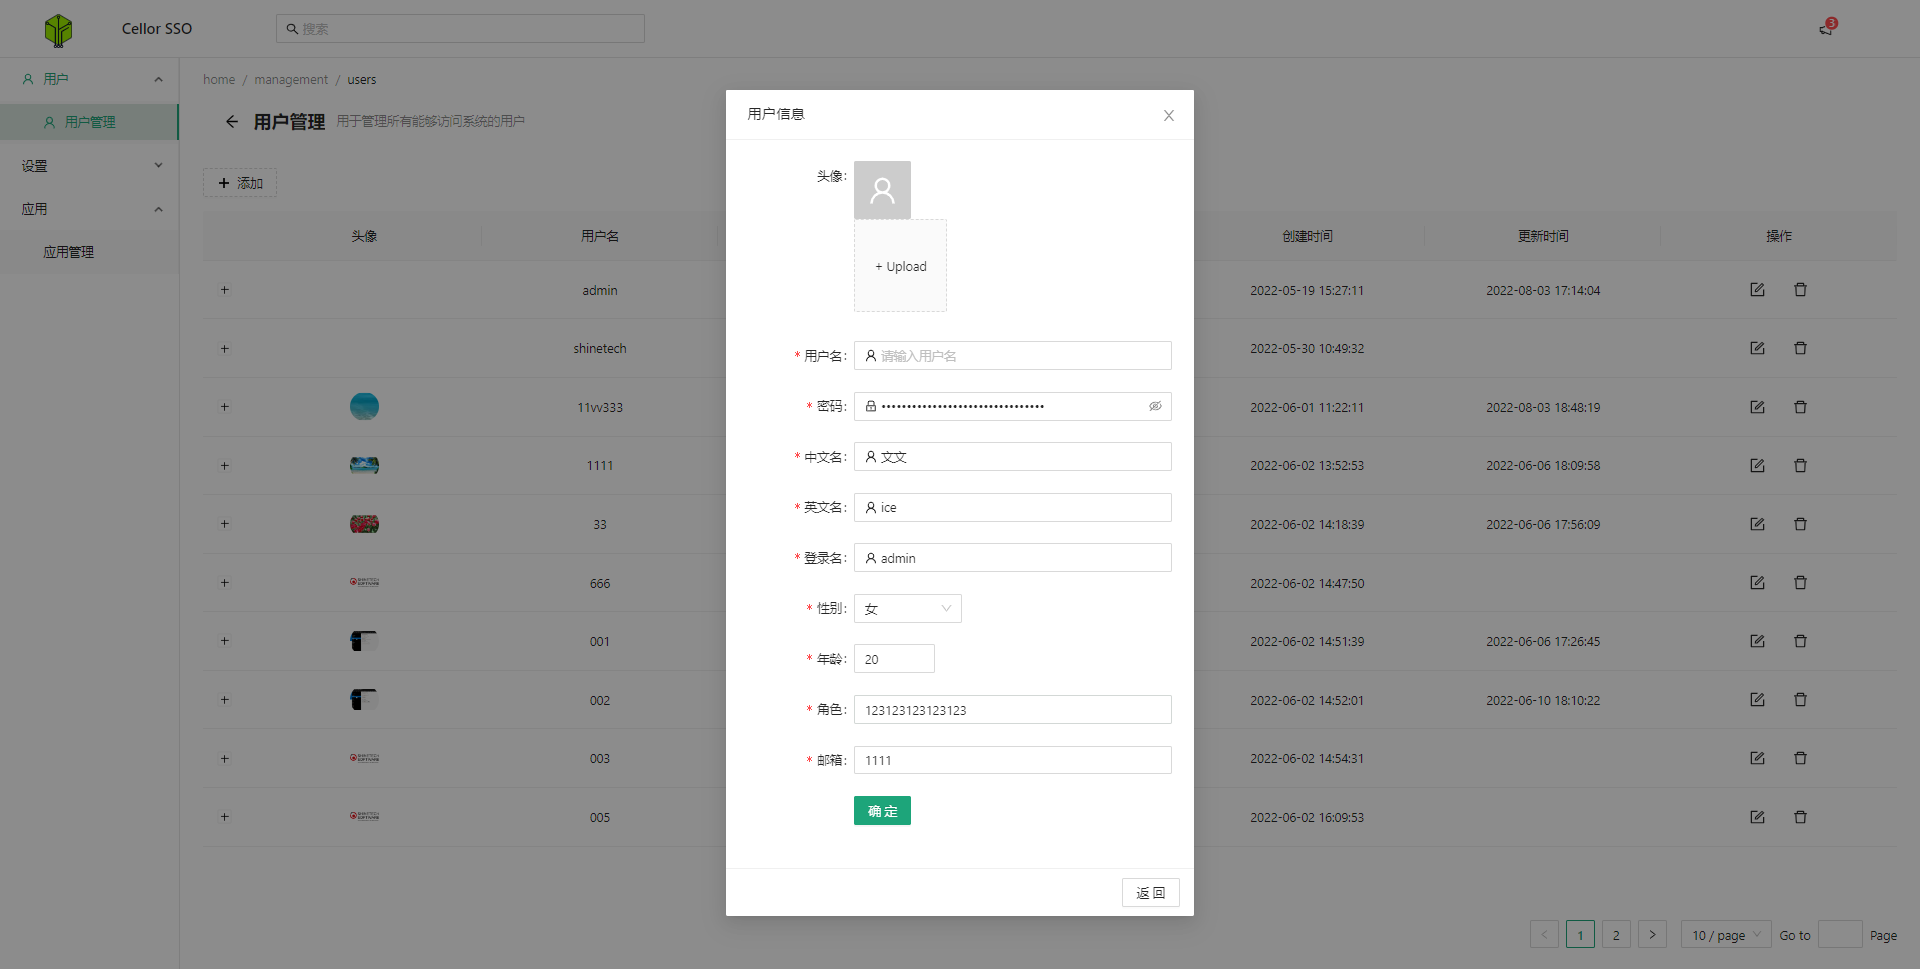 Cellor SSO
搜索
3
用户
用户管理
设置
应用
应用管理
home / management / users
用户管理 用于管理所有能够访问系统的用户
+ 添加
头像 用户名 创建时间 更新时间 操作
+ admin 2022-05-19 15:27:11 2022-08-03 17:14:04
+ shinetech 2022-05-30 10:49:32
+ 11vv333 2022-06-01 11:22:11 2022-08-03 18:48:19
+ 1111 2022-06-02 13:52:53 2022-06-06 18:09:58
+ 33 2022-06-02 14:18:39 2022-06-06 17:56:09
+ 666 2022-06-02 14:47:50
+ 001 2022-06-02 14:51:39 2022-06-06 17:26:45
+ 002 2022-06-02 14:52:01 2022-06-10 18:10:22
+ 003 2022-06-02 14:54:31
+ 005 2022-06-02 16:09:53
1 2 10 / page Go to Page
用户信息
头像:
+ Upload
* 用户名: 请输入用户名
* 密码: ••••••••••••••••••••••••••••••••
* 中文名: 文文
* 英文名: ice
* 登录名: admin
* 性别: 女
* 年龄: 20
* 角色: 123123123123123
* 邮箱: 1111
确 定
返 回